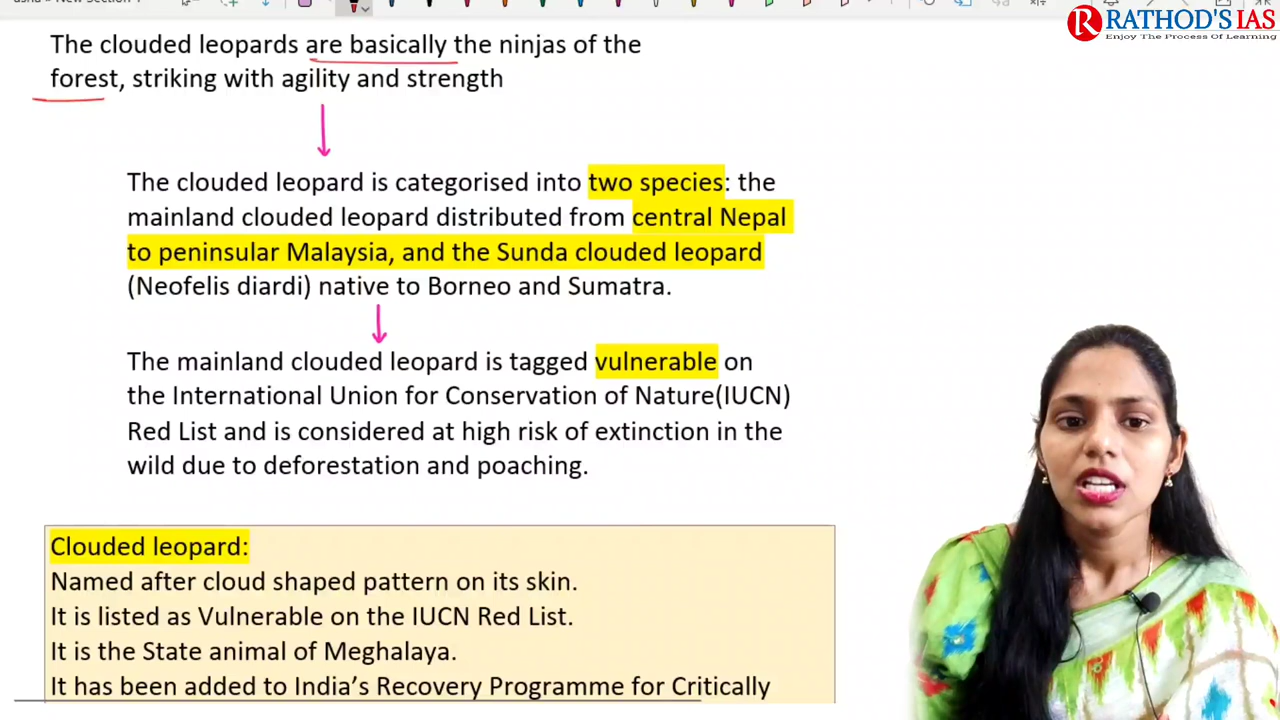 RATHOD'S IAS
Enjoy The Process Of Learning
The clouded leopards are basically the ninjas of the
forest, striking with agility and strength
The clouded leopard is categorised into two species: the
mainland clouded leopard distributed from central Nepal
to peninsular Malaysia, and the Sunda clouded leopard
(Neofelis diardi) native to Borneo and Sumatra.
The mainland clouded leopard is tagged vulnerable on
the International Union for Conservation of Nature(IUCN)
Red List and is considered at high risk of extinction in the
wild due to deforestation and poaching.
Clouded leopard:
Named after cloud shaped pattern on its skin.
It is listed as Vulnerable on the IUCN Red List.
It is the State animal of Meghalaya.
It has been added to India’s Recovery Programme for Critically